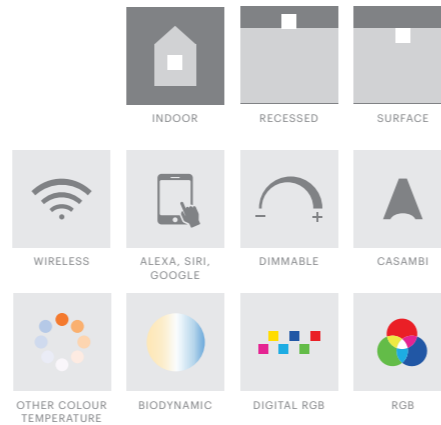 INDOOR
RECESSED
SURFACE
WIRELESS
ALEXA, SIRI,
GOOGLE
DIMMABLE
CASAMBI
OTHER COLOUR
TEMPERATURE
BIODYNAMIC
DIGITAL RGB
RGB